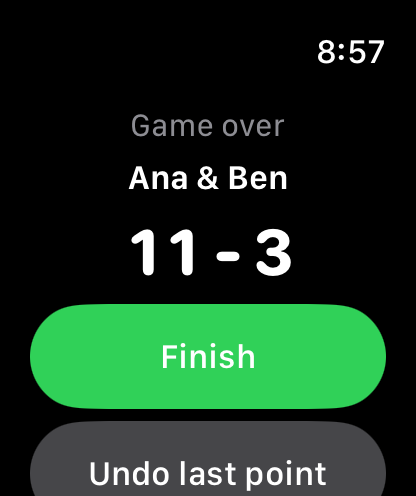 8:57
Game over
Ana & Ben
11 - 3
Finish
Undo last point